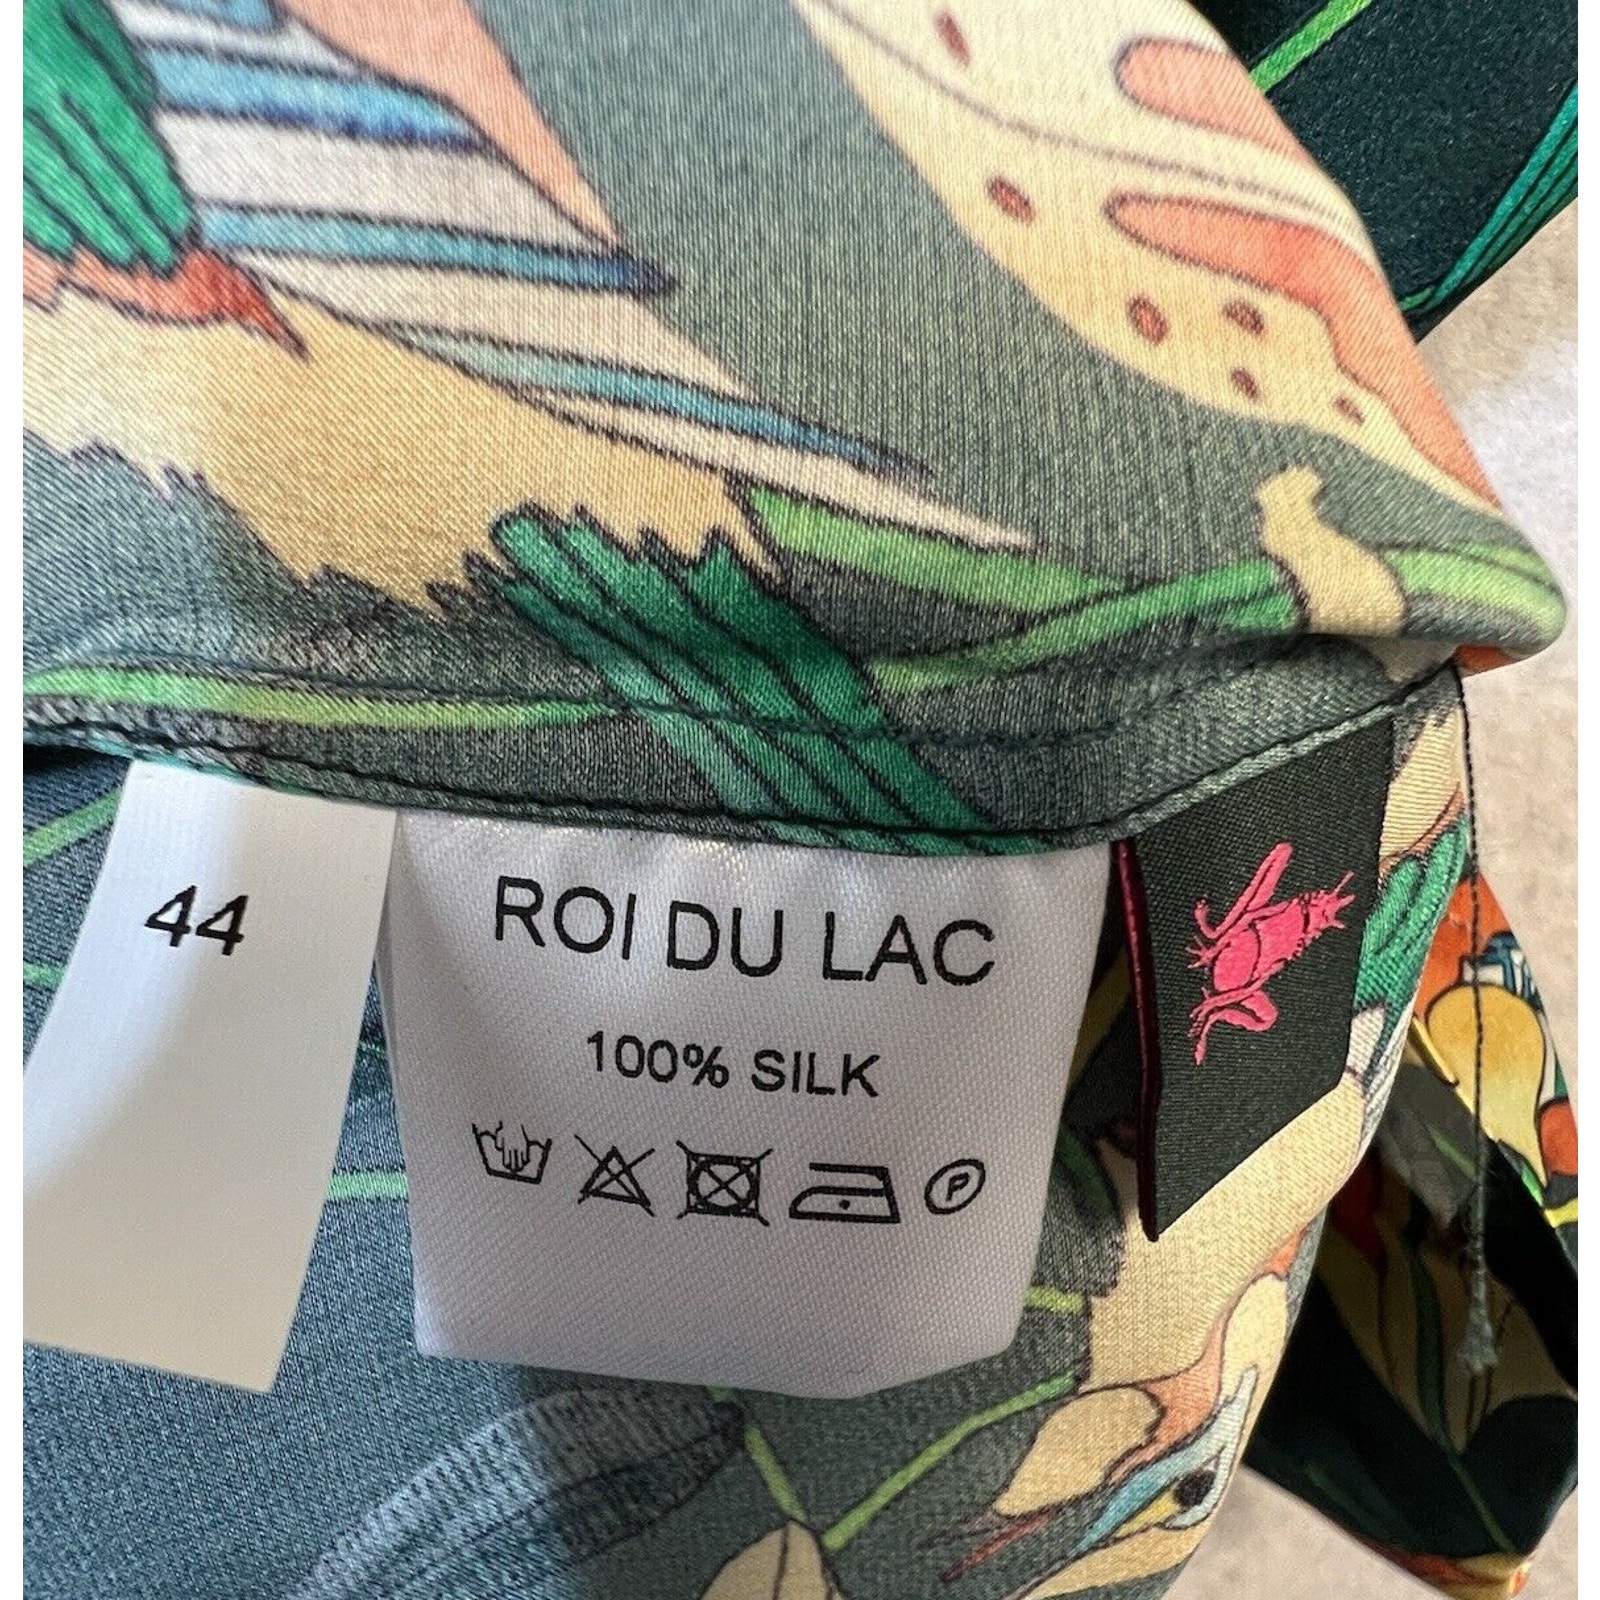 44
ROI DU LAC
100% SILK
P